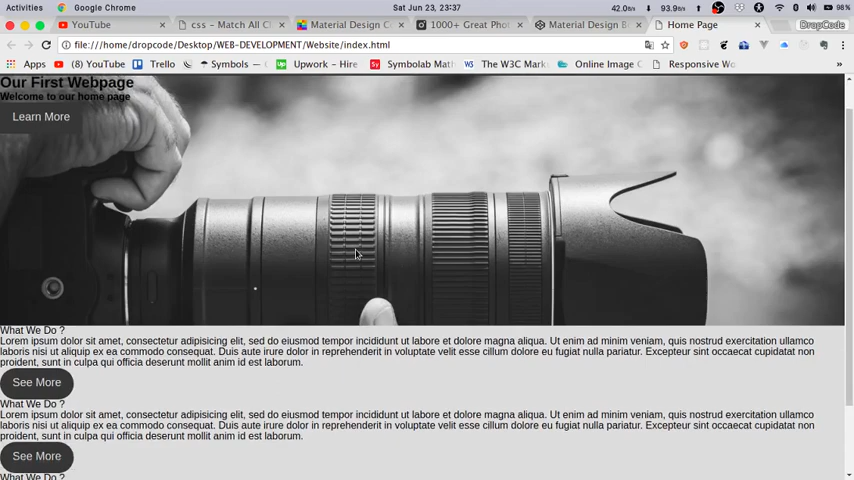 Activities Google Chrome Sat Jun 23, 23:37 42.0h/s 93.9h/s 98%
YouTube css - Match All C Material Design Co 1000+ Great Phot Material Design B Home Page DropCode
file:///home/dropcode/Desktop/WEB-DEVELOPMENT/Website/index.html
Apps (8) YouTube Trello Symbols – Up Upwork - Hire Sy Symbolab Mat The W3C Mark Online Image C Responsive Wo
Our First Webpage
Welcome to our home page
Learn More
What We Do ?
Lorem ipsum dolor sit amet, consectetur adipisicing elit, sed do eiusmod tempor incididunt ut labore et dolore magna aliqua. Ut enim ad minim veniam, quis nostrud exercitation ullamco
laboris nisi ut aliquip ex ea commodo consequat. Duis aute irure dolor in reprehenderit in voluptate velit esse cillum dolore eu fugiat nulla pariatur. Excepteur sint occaecat cupidatat non
proident, sunt in culpa qui officia deserunt mollit anim id est laborum.
See More
What We Do ?
Lorem ipsum dolor sit amet, consectetur adipisicing elit, sed do eiusmod tempor incididunt ut labore et dolore magna aliqua. Ut enim ad minim veniam, quis nostrud exercitation ullamco
laboris nisi ut aliquip ex ea commodo consequat. Duis aute irure dolor in reprehenderit in voluptate velit esse cillum dolore eu fugiat nulla pariatur. Excepteur sint occaecat cupidatat non
proident, sunt in culpa qui officia deserunt mollit anim id est laborum.
See More
What We Do ?